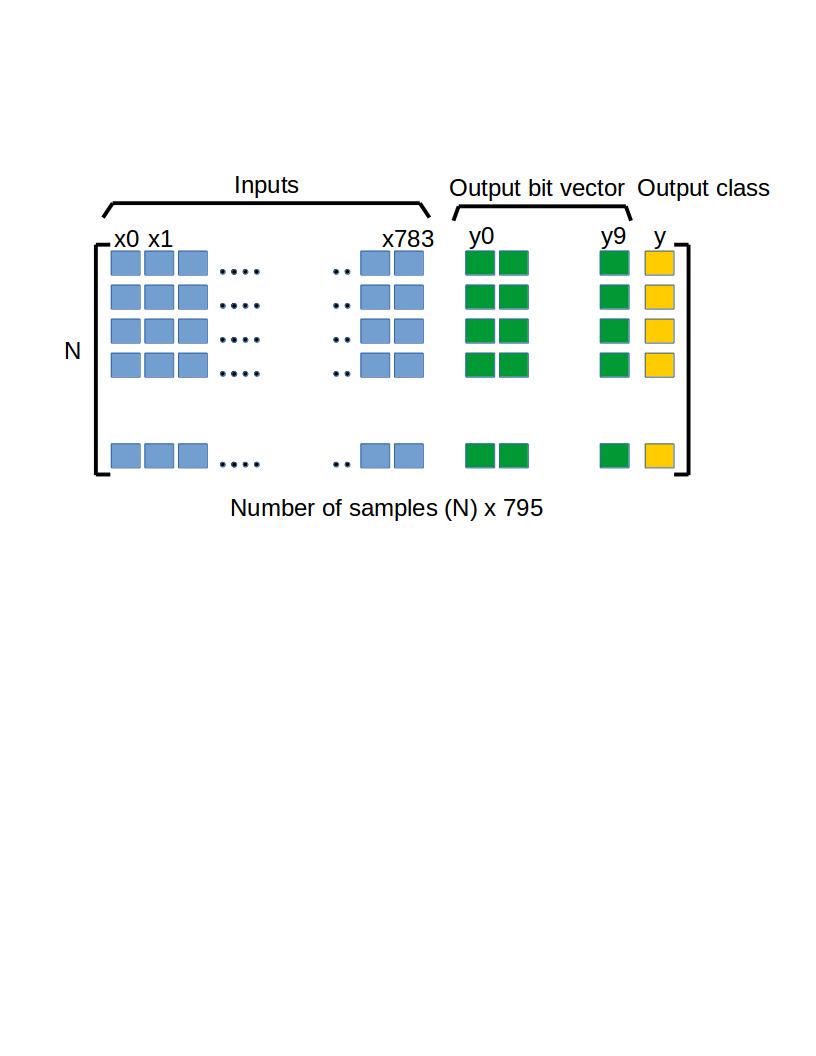 Inputs
Output bit vector
Output class
x0 x1 x783 y0 y9 y
N
Number of samples (N) x 795